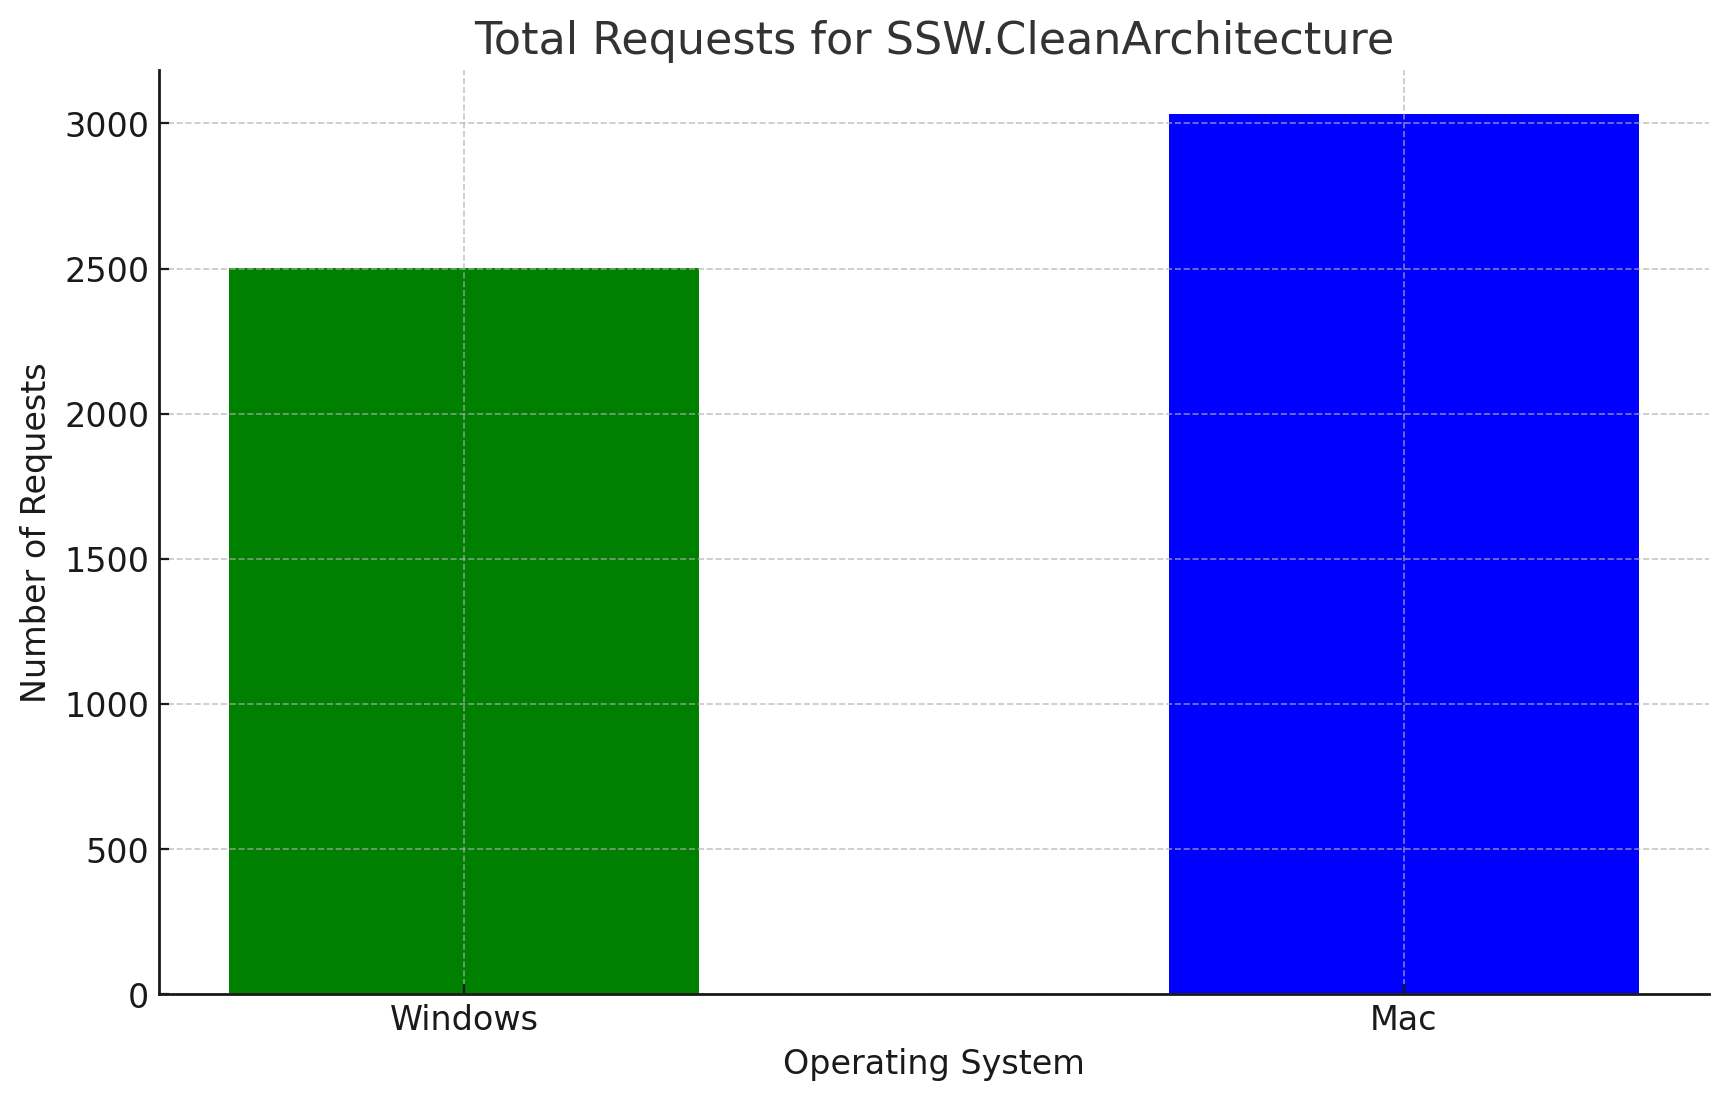 Total Requests for SSW.CleanArchitecture
3000
2500
2000
1500
1000
500
0
Number of Requests
Windows
Mac
Operating System